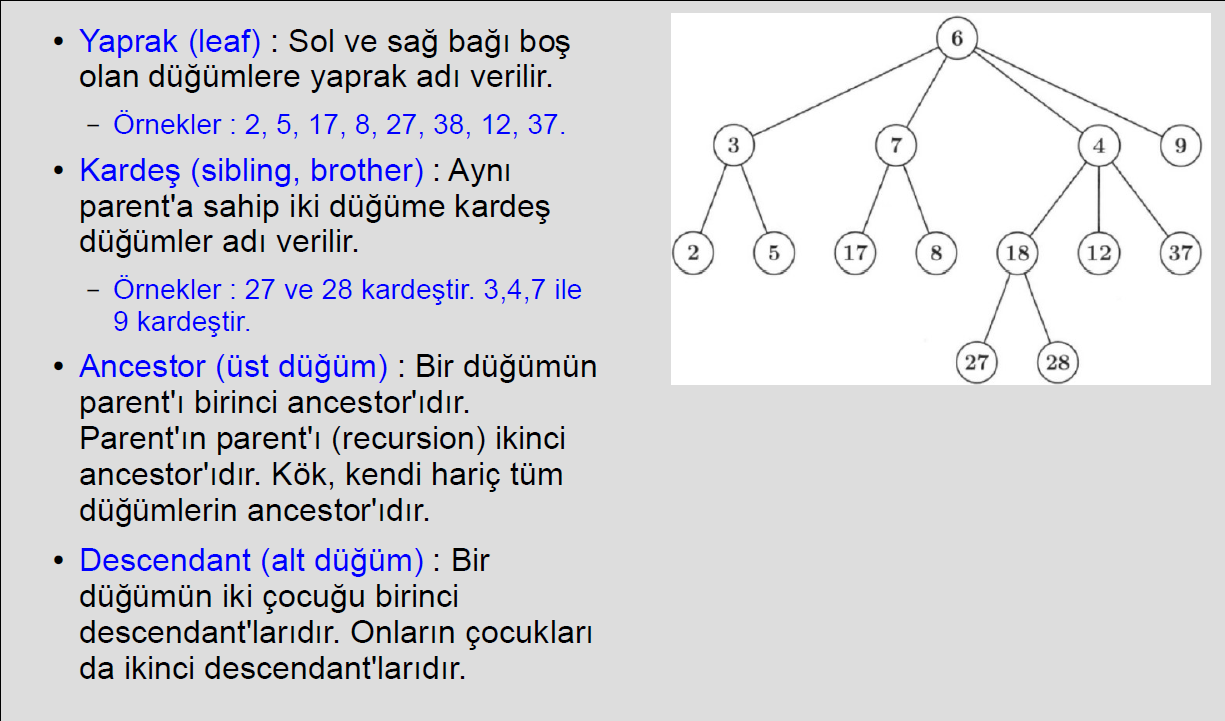 • Yaprak (leaf) : Sol ve sağ bağı boş
olan düğümlere yaprak adı verilir.
– Örnekler : 2, 5, 17, 8, 27, 38, 12, 37.
• Kardeş (sibling, brother) : Aynı
parent'a sahip iki düğüme kardeş
düğümler adı verilir.
– Örnekler : 27 ve 28 kardeştir. 3,4,7 ile
9 kardeştir.
• Ancestor (üst düğüm) : Bir düğümün
parent'ı birinci ancestor'ıdır.
Parent'ın parent'ı (recursion) ikinci
ancestor'ıdır. Kök, kendi hariç tüm
düğümlerin ancestor'ıdır.
• Descendant (alt düğüm) : Bir
düğümün iki çocuğu birinci
descendant'larıdır. Onların çocukları
da ikinci descendant'larıdır.
6
3 7 4 9
2 5 17 8 18 12 37
27 28